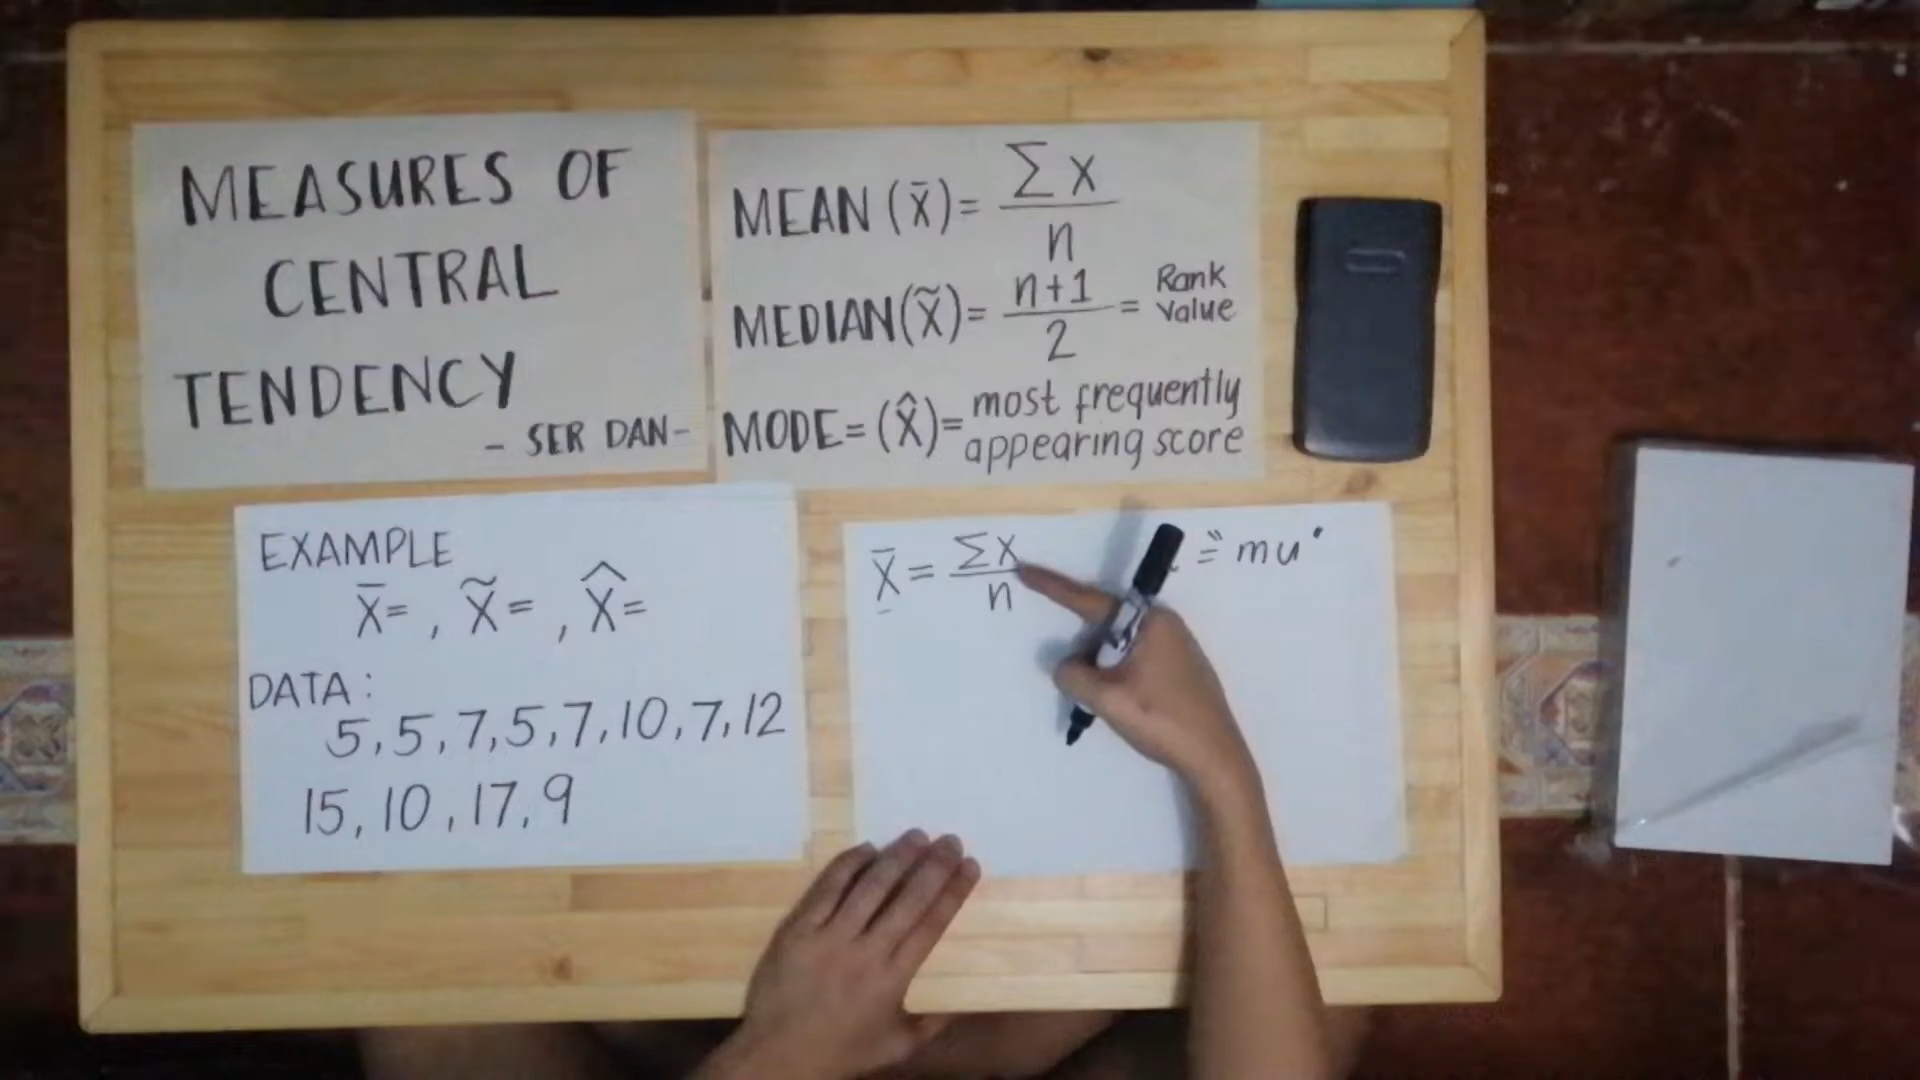 MEASURES OF
CENTRAL
TENDENCY
- SER DAN-
MEAN (x̄) = Σx / n
MEDIAN (x̃) = n+1 / 2 = Rank value
MODE = (x̂) = most frequently
appearing score
EXAMPLE
x̄ = , x̃ = , x̂ =
DATA:
5, 5, 7, 5, 7, 10, 7, 12
15, 10, 17, 9
x̄ = Σx / n
= "mu"